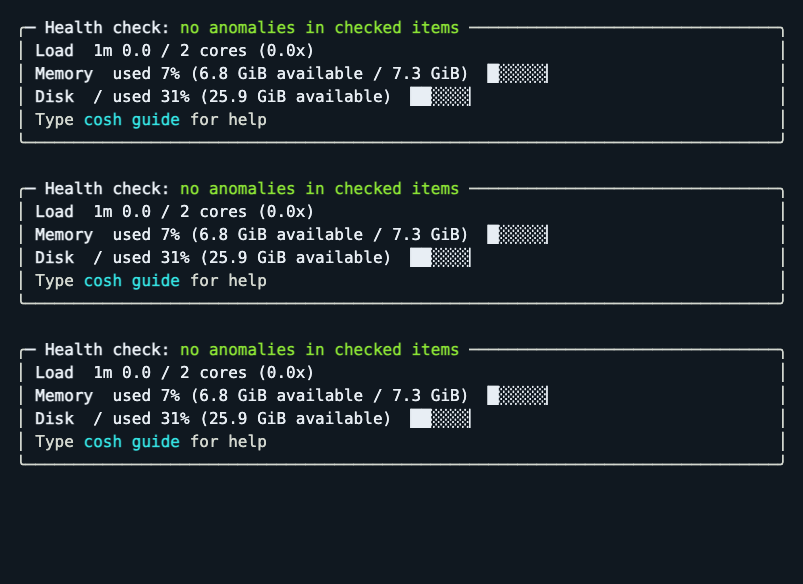 Health check: no anomalies in checked items
Load 1m 0.0 / 2 cores (0.0x)
Memory used 7% (6.8 GiB available / 7.3 GiB)
Disk / used 31% (25.9 GiB available)
Type cosh guide for help
Health check: no anomalies in checked items
Load 1m 0.0 / 2 cores (0.0x)
Memory used 7% (6.8 GiB available / 7.3 GiB)
Disk / used 31% (25.9 GiB available)
Type cosh guide for help
Health check: no anomalies in checked items
Load 1m 0.0 / 2 cores (0.0x)
Memory used 7% (6.8 GiB available / 7.3 GiB)
Disk / used 31% (25.9 GiB available)
Type cosh guide for help